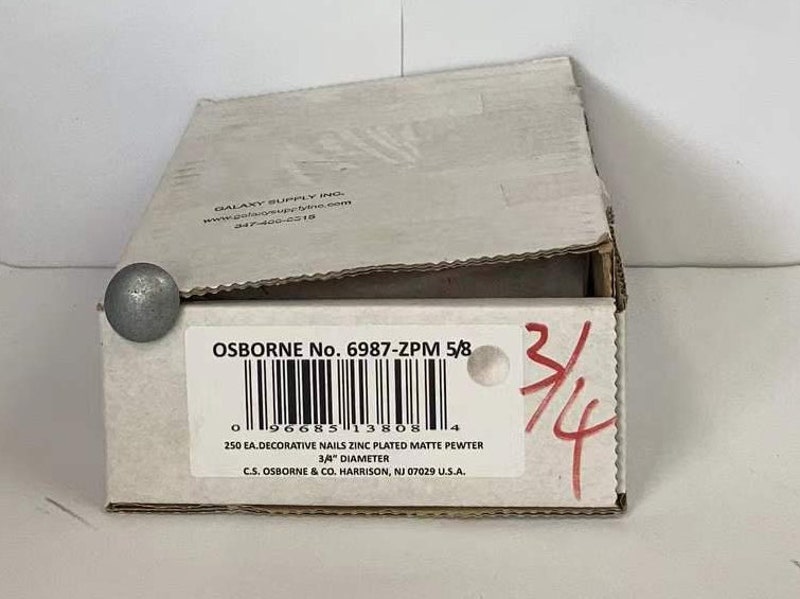 GALAXY SUPPLY INC.
www.galaxysupplyinc.com
OSBORNE No. 6987-ZPM 5/8
0 96685 13808 4
250 EA.DECORATIVE NAILS ZINC PLATED MATTE PEWTER
3/4" DIAMETER
C.S. OSBORNE & CO. HARRISON, NJ 07029 U.S.A.
3/4